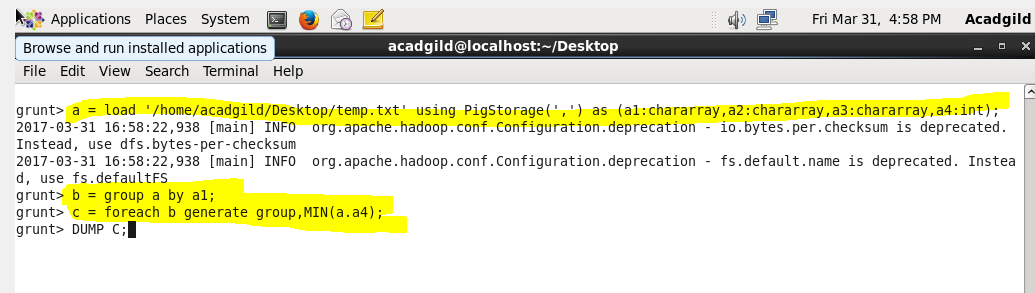 Applications Places System Fri Mar 31, 4:58 PM Acadgild
Browse and run installed applications
acadgild@localhost:~/Desktop
File Edit View Search Terminal Help
grunt> a = load '/home/acadgild/Desktop/temp.txt' using PigStorage(',') as (a1:chararray,a2:chararray,a3:chararray,a4:int);
2017-03-31 16:58:22,938 [main] INFO  org.apache.hadoop.conf.Configuration.deprecation - io.bytes.per.checksum is deprecated.
Instead, use dfs.bytes-per-checksum
2017-03-31 16:58:22,938 [main] INFO  org.apache.hadoop.conf.Configuration.deprecation - fs.default.name is deprecated. Instea
d, use fs.defaultFS
grunt> b = group a by a1;
grunt> c = foreach b generate group,MIN(a.a4);
grunt> DUMP C;